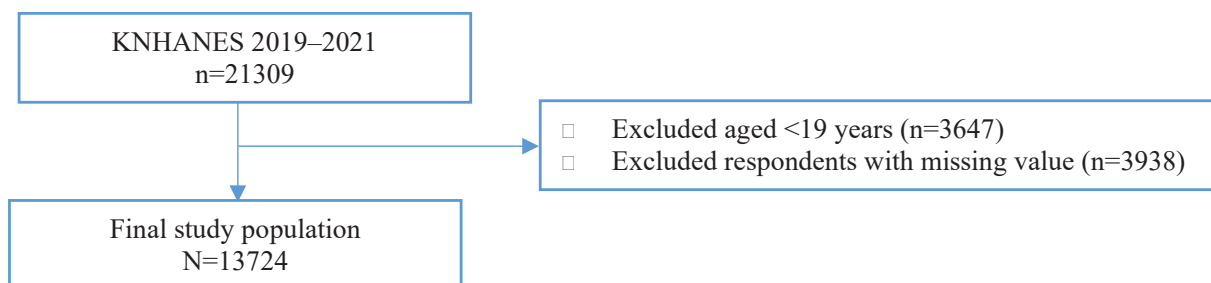 KNHANES 2019–2021
n=21309
Excluded aged <19 years (n=3647)
Excluded respondents with missing value (n=3938)
Final study population
N=13724